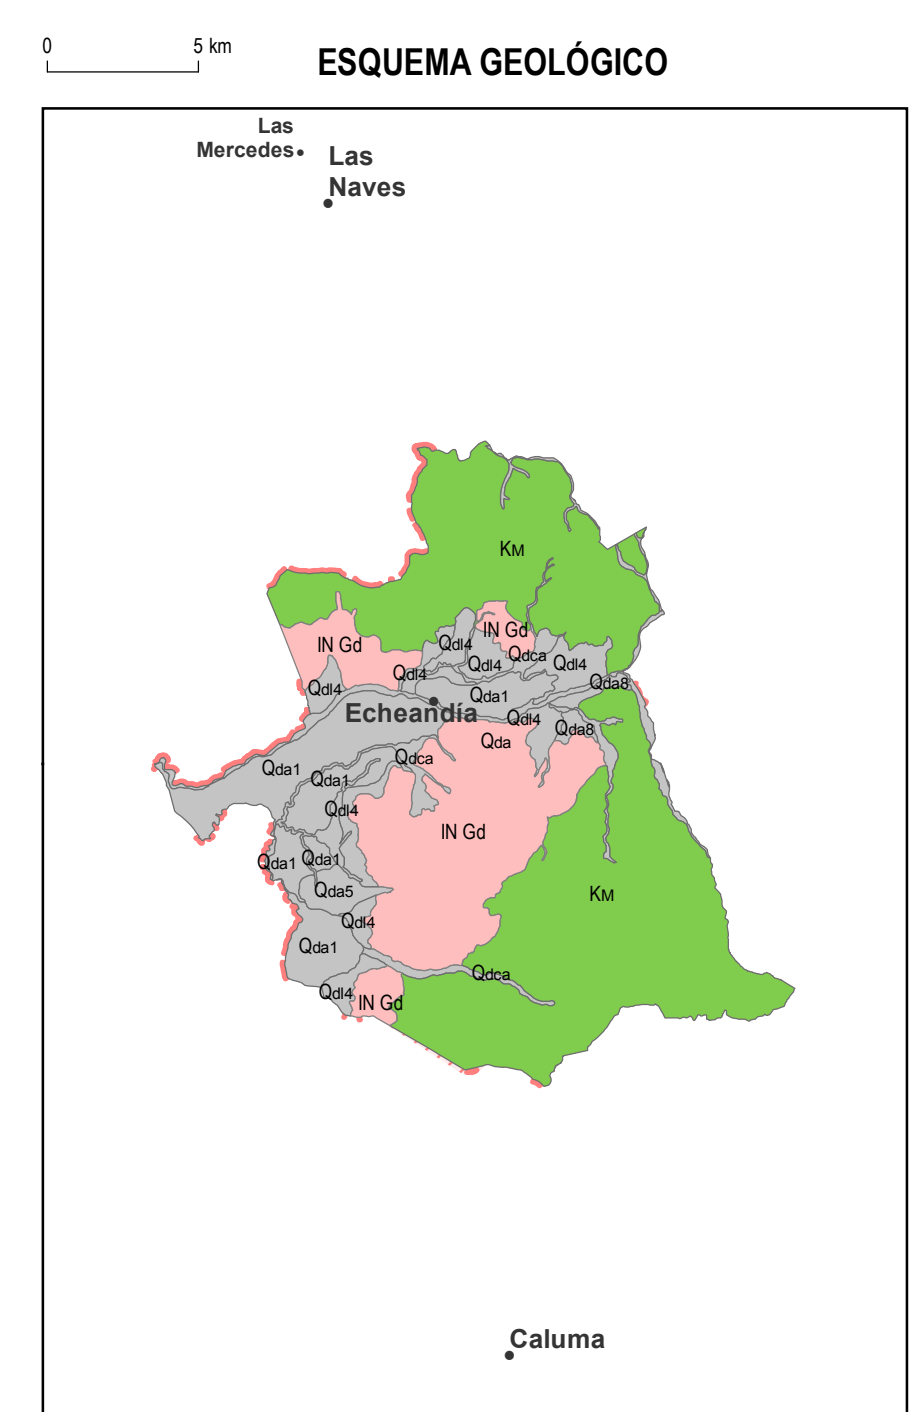 0 5 km
ESQUEMA GEOLÓGICO
Las
Mercedes
Las
Naves
KM
IN Gd
IN Gd
Qdl4
Qdca
Qdl4
Qdl4
Qdl4
Qda8
Qdl4
Qda1
Echeandía
Qdl4
Qda8
Qda
Qdca
Qda1
Qda1
Qdl4
IN Gd
Qda1
Qda1
Qda5
KM
Qdl4
Qda1
Qdca
Qdl4
IN Gd
Caluma